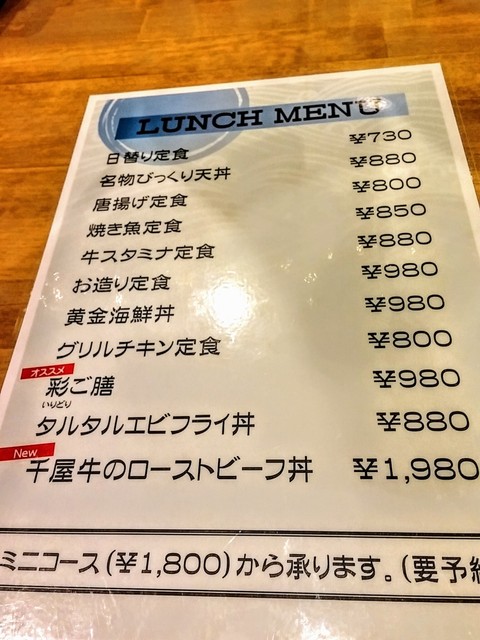 LUNCH MENU
日替り定食 ¥730
名物びっくり天丼 ¥880
唐揚げ定食 ¥800
焼き魚定食 ¥850
牛スタミナ定食 ¥880
お造り定食 ¥980
黄金海鮮丼 ¥980
グリルチキン定食 ¥800
オススメ
彩ご膳 ¥980
いりどり
タルタルエビフライ丼 ¥880
New
千屋牛のローストビーフ丼 ¥1,980
ミニコース(¥1,800)から承ります。(要予約